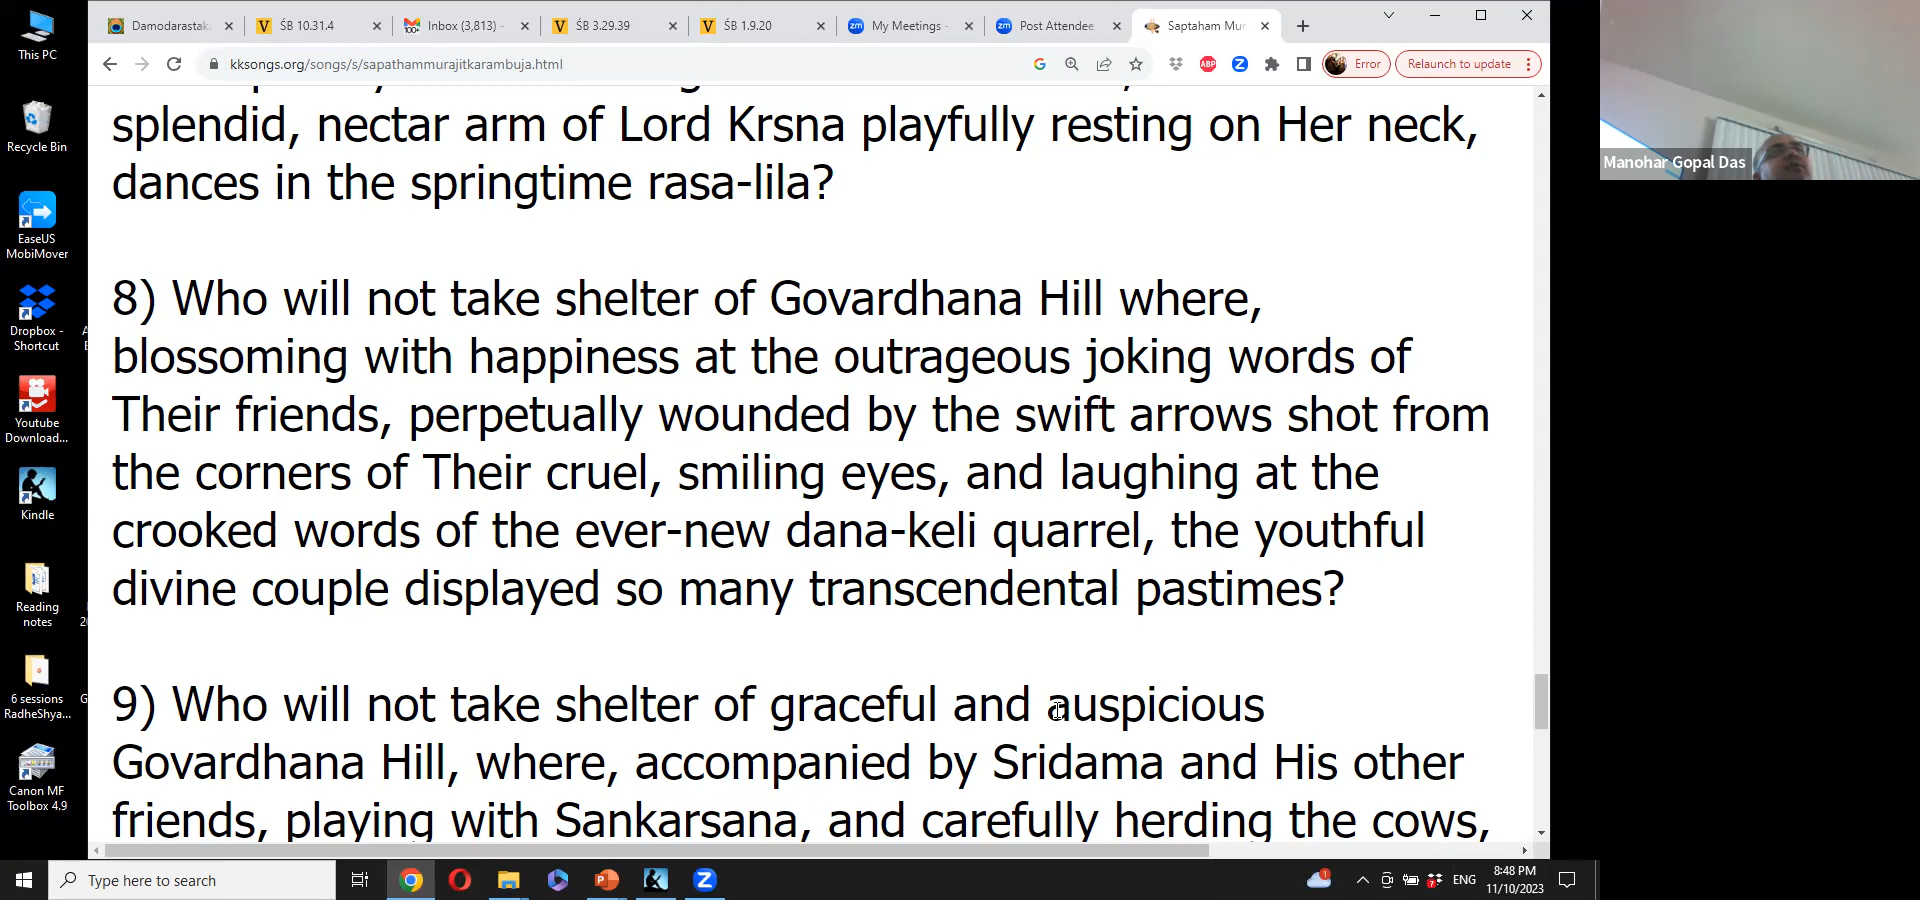 This PC
Recycle Bin
EaseUS
MobiMover
Dropbox -
Shortcut
Youtube
Download...
Kindle
Reading
notes
6 sessions
RadheShya...
Canon MF
Toolbox 4.9
Damodarastaka
ŚB 10.31.4
Inbox (3,813) -
ŚB 3.29.39
ŚB 1.9.20
My Meetings -
Post Attendee
Saptaham Mur
kksongs.org/songs/s/sapathammurajitkarambuja.html
ABP
Error
Relaunch to update
splendid, nectar arm of Lord Krsna playfully resting on Her neck,
dances in the springtime rasa-lila?
8) Who will not take shelter of Govardhana Hill where,
blossoming with happiness at the outrageous joking words of
Their friends, perpetually wounded by the swift arrows shot from
the corners of Their cruel, smiling eyes, and laughing at the
crooked words of the ever-new dana-keli quarrel, the youthful
divine couple displayed so many transcendental pastimes?
9) Who will not take shelter of graceful and auspicious
Govardhana Hill, where, accompanied by Sridama and His other
friends, playing with Sankarsana, and carefully herding the cows,
Manohar Gopal Das
Type here to search
ENG
8:48 PM
11/10/2023